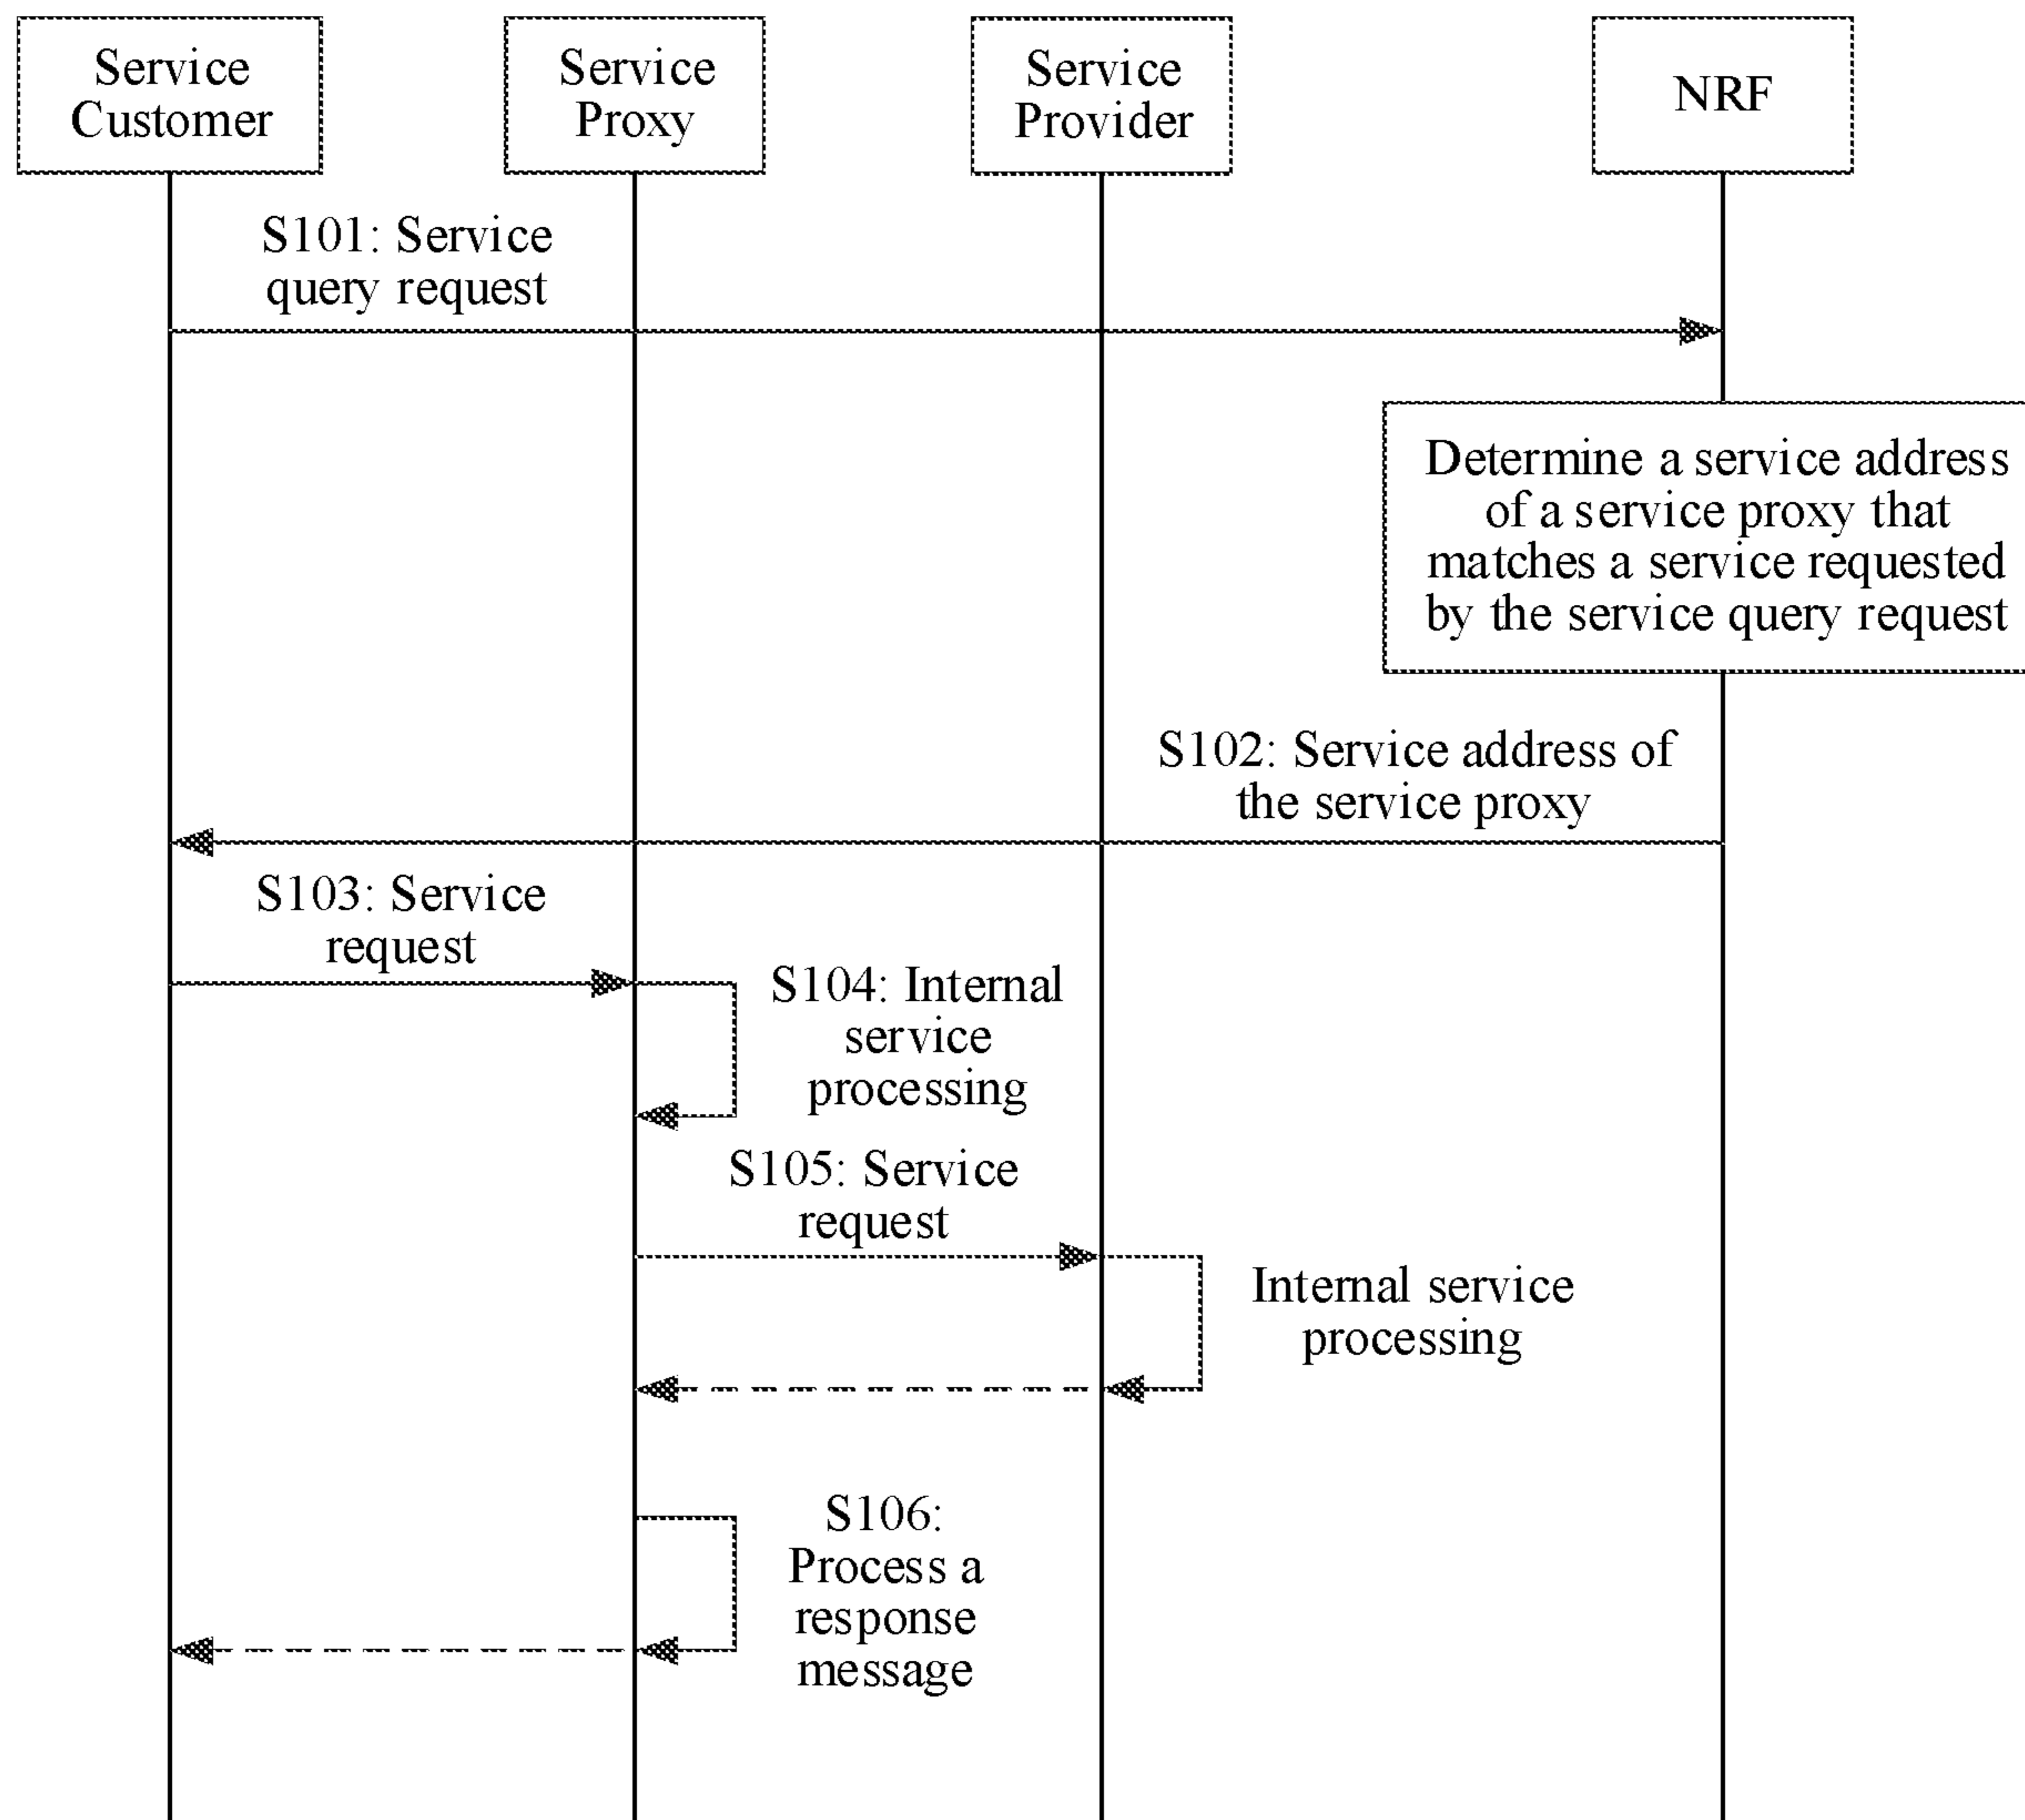 Service
Customer
Service
Proxy
Service
Provider
NRF
S101: Service
query request
Determine a service address
of a service proxy that
matches a service requested
by the service query request
S102: Service address of
the service proxy
S103: Service
request
S104: Internal
service
processing
S105: Service
request
Internal service
processing
S106:
Process a
response
message